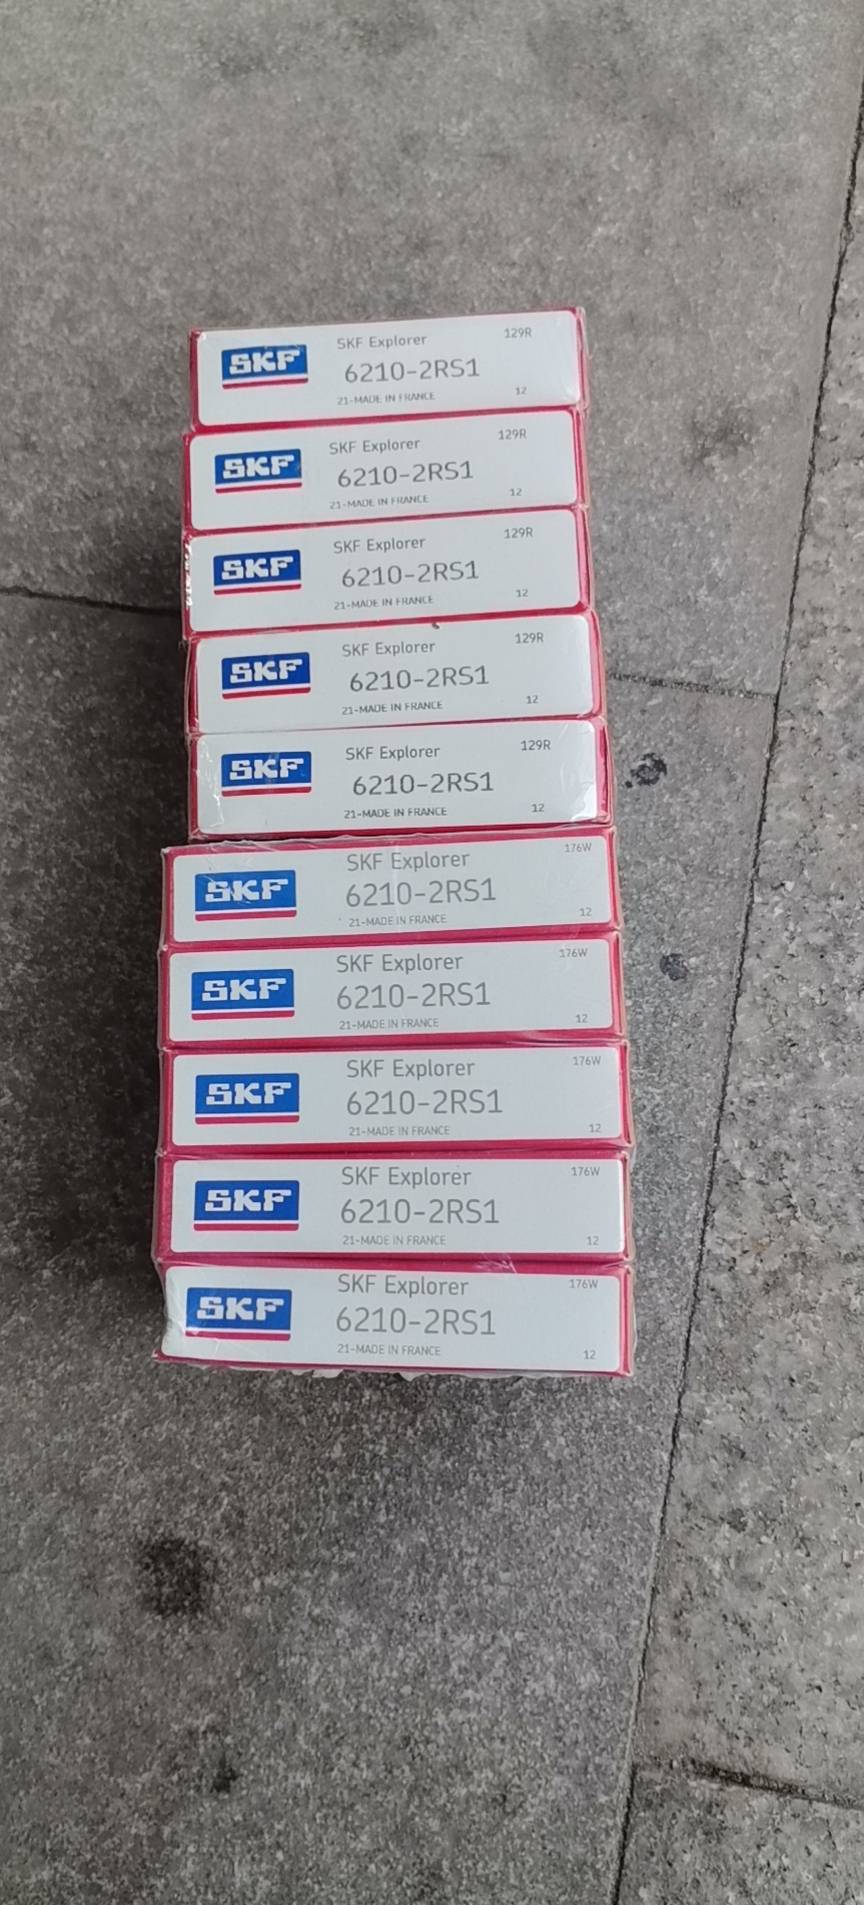 SKF
SKF Explorer
129R
6210-2RS1
21-MADE IN FRANCE
12
SKF
SKF Explorer
129R
6210-2RS1
21-MADE IN FRANCE
12
SKF
SKF Explorer
129R
6210-2RS1
21-MADE IN FRANCE
12
SKF
SKF Explorer
129R
6210-2RS1
21-MADE IN FRANCE
12
SKF
SKF Explorer
129R
6210-2RS1
21-MADE IN FRANCE
12
SKF
SKF Explorer
176W
6210-2RS1
21-MADE IN FRANCE
12
SKF
SKF Explorer
176W
6210-2RS1
21-MADE IN FRANCE
12
SKF
SKF Explorer
176W
6210-2RS1
21-MADE IN FRANCE
12
SKF
SKF Explorer
176W
6210-2RS1
21-MADE IN FRANCE
12
SKF
SKF Explorer
176W
6210-2RS1
21-MADE IN FRANCE
12